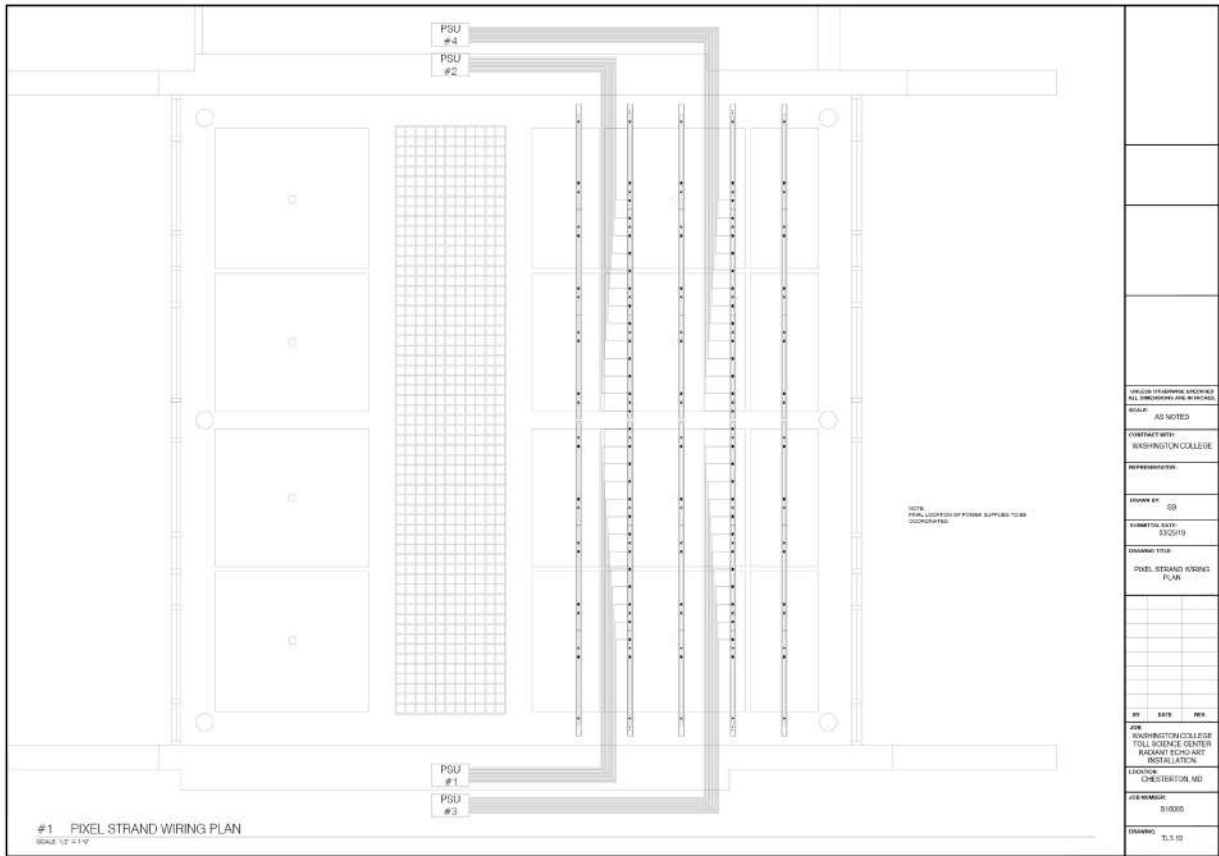 PSU
#4
PSU
#2
NOTE:
FINAL LOCATION OF POWER SUPPLIES TO BE
COORDINATED
PSU
#1
PSU
#3
#1 PIXEL STRAND WIRING PLAN
UNLESS OTHERWISE SPECIFIED
ALL DIMENSIONS ARE IN INCHES.
SCALE:
AS NOTED
CONTRACT WITH:
WASHINGTON COLLEGE
REPRESENTATIVE:
DRAWN BY:
SUBMITTAL DATE:
03/25/19
DRAWING TITLE:
PIXEL STRAND WIRING
PLAN
BY DATE REV.
JOB:
WASHINGTON COLLEGE
TOLL SCIENCE CENTER
RADIANT ECHO ART
INSTALLATION
LOCATION:
CHESTERTON, MD
JOB NUMBER:
DRAWING: